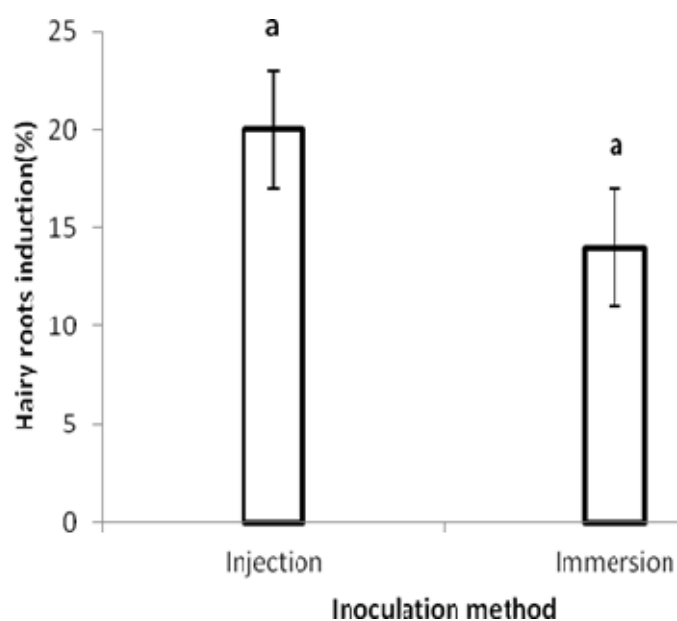 Hairy roots induction(%)
25
20
15
10
5
0
a
a
Injection
Immersion
Inoculation method